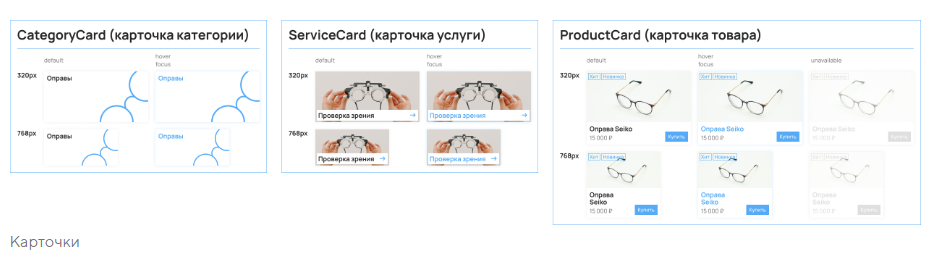 CategoryCard (карточка категории)
default
hover
focus
320px
Оправы
Оправы
768px
Оправы
Оправы
ServiceCard (карточка услуги)
default
hover
focus
320px
Проверка зрения →
Проверка зрения →
768px
Проверка зрения →
Проверка зрения →
ProductCard (карточка товара)
default
hover
focus
unavailable
320px
Хит Новинка
Хит Новинка
Хит Новинка
Оправа Seiko
15 000 ₽ Купить
Оправа Seiko
15 000 ₽ Купить
Оправа Seiko
15 000 ₽ Купить
768px
Хит Новинка
Хит Новинка
Хит Новинка
Оправа
Seiko
15 000 ₽ Купить
Оправа
Seiko
15 000 ₽ Купить
Оправа
Seiko
15 000 ₽ Купить
Карточки